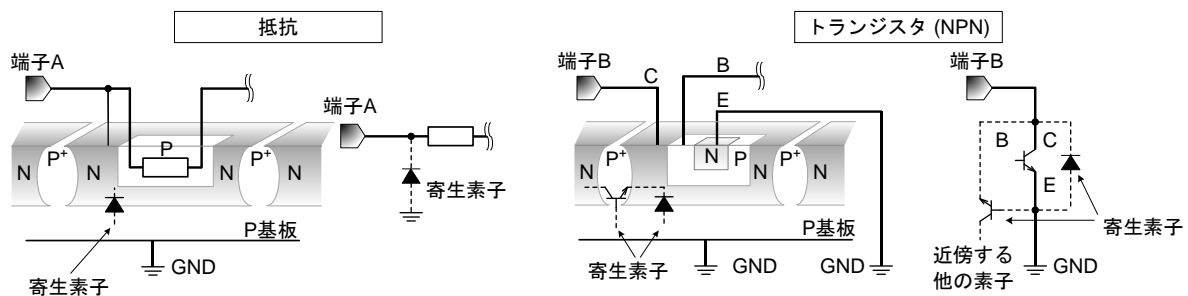 抵抗
端子A
P
N
P+
N
N
P+
N
P基板
GND
寄生素子
端子A
寄生素子
トランジスタ (NPN)
端子B
C
B
E
N
P+
N
N
P
N
P+
N
P基板
寄生素子
GND
GND
端子B
B
C
E
寄生素子
近傍する
他の素子
GND